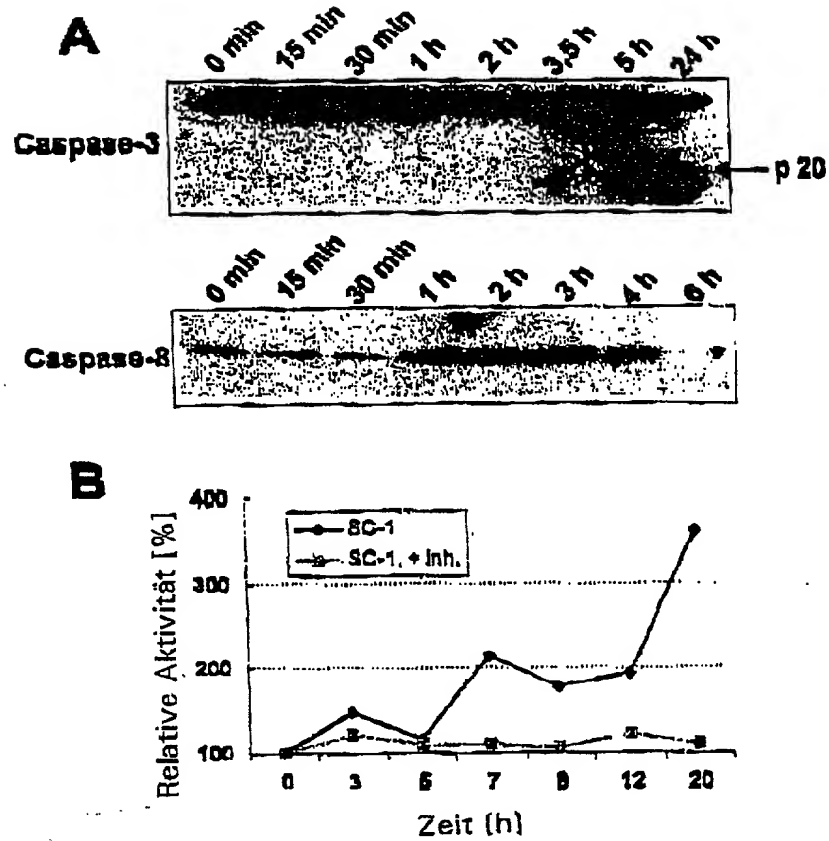 A
0 min 15 min 30 min 1 h 2 h 3,5 h 5 h 24 h
Caspase-3
p 20
0 min 15 min 30 min 1 h 2 h 3 h 4 h 6 h
Caspase-8
B
Relative Aktivität [%]
400
300
200
100
SC-1
SC-1. + Inh.
0 3 7 12 20
Zeit [h]